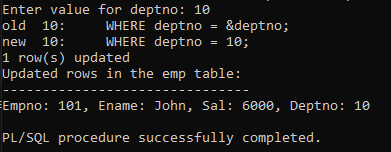 Enter value for deptno: 10
old  10:     WHERE deptno = &deptno;
new  10:     WHERE deptno = 10;
1 row(s) updated
Updated rows in the emp table:
-------------------------------
Empno: 101, Ename: John, Sal: 6000, Deptno: 10
PL/SQL procedure successfully completed.